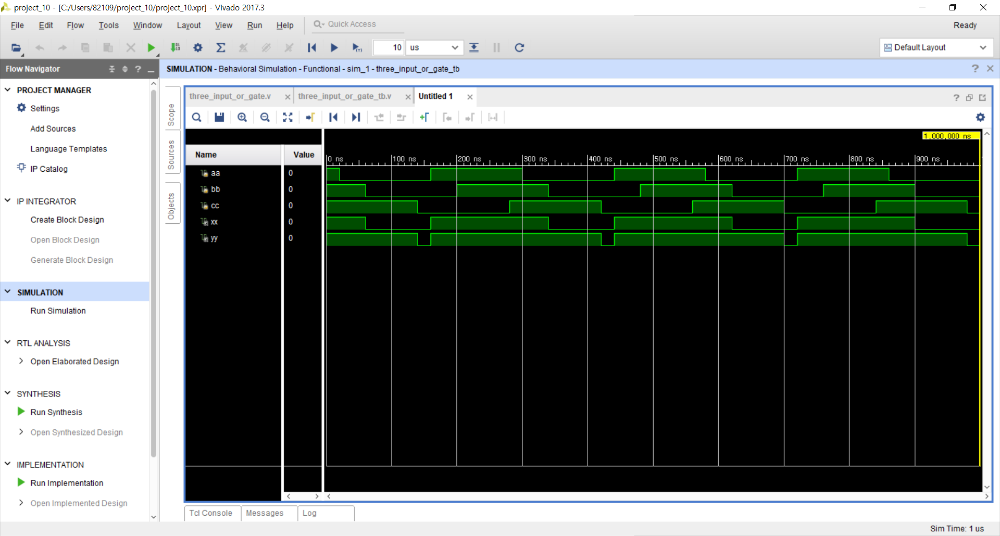 project_10 - [C:/Users/82109/project_10/project_10.xpr] - Vivado 2017.3
File Edit Flow Tools Window Layout View Run Help Quick Access Ready
10 us Default Layout
Flow Navigator
SIMULATION - Behavioral Simulation - Functional - sim_1 - three_input_or_gate_tb
PROJECT MANAGER
Settings
Add Sources
Language Templates
IP Catalog
IP INTEGRATOR
Create Block Design
Open Block Design
Generate Block Design
SIMULATION
Run Simulation
RTL ANALYSIS
Open Elaborated Design
SYNTHESIS
Run Synthesis
Open Synthesized Design
IMPLEMENTATION
Run Implementation
Open Implemented Design
Scope
Sources
Objects
three_input_or_gate.v three_input_or_gate_tb.v Untitled 1
1,000,000 ns
Name Value
0 ns 100 ns 200 ns 300 ns 400 ns 500 ns 600 ns 700 ns 800 ns 900 ns
aa 0
bb 0
cc 0
xx 0
yy 0
Tcl Console Messages Log
Sim Time: 1 us